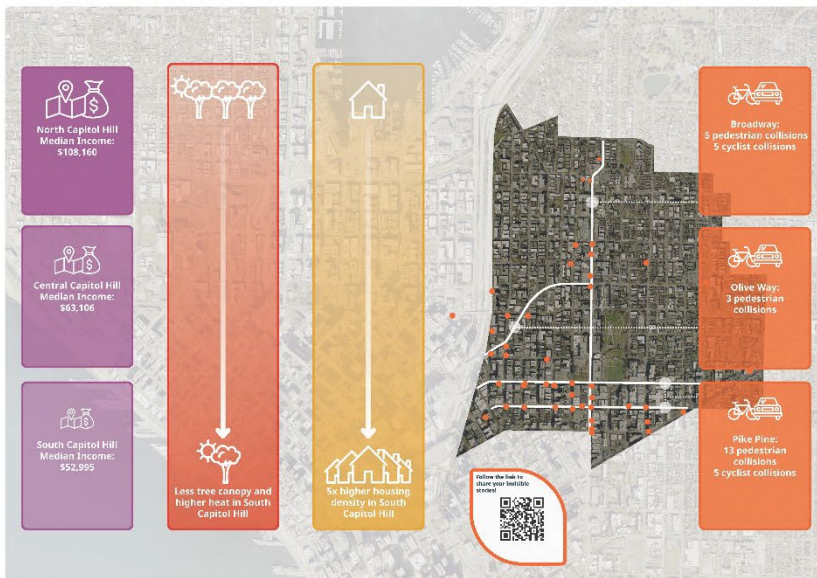 North Capitol Hill
Median Income:
$108,160
Central Capitol Hill
Median Income:
$63,106
South Capitol Hill
Median Income:
$52,995
Less tree canopy and
higher heat in South
Capitol Hill
5x higher housing
density in South
Capitol Hill
Follow the link to
share your invisible
stories!
Broadway:
5 pedestrian collisions
5 cyclist collisions
Olive Way:
3 pedestrian
collisions
Pike Pine:
13 pedestrian
collisions
5 cyclist collisions